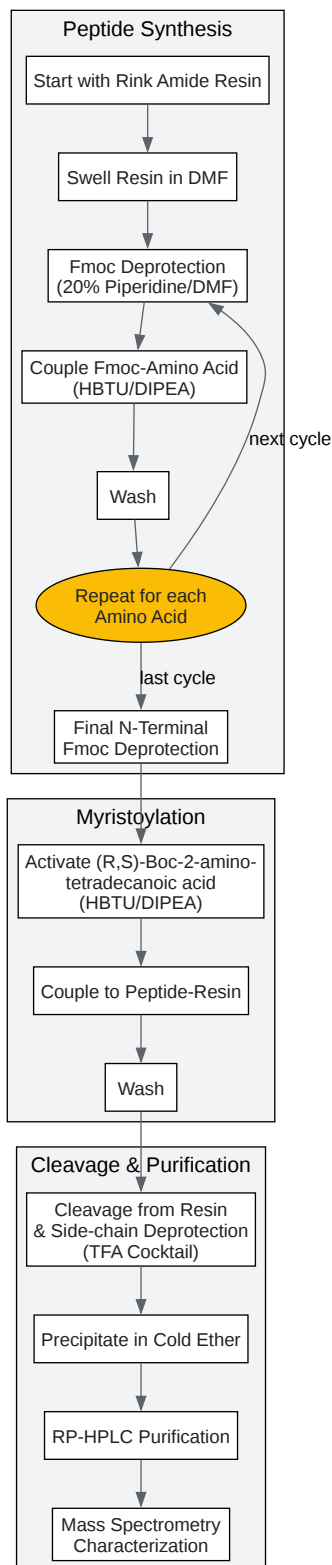 Peptide Synthesis
Start with Rink Amide Resin
Swell Resin in DMF
Fmoc Deprotection
(20% Piperidine/DMF)
Couple Fmoc-Amino Acid
(HBTU/DIPEA)
next cycle
Wash
Repeat for each
Amino Acid
last cycle
Final N-Terminal
Fmoc Deprotection
Myristoylation
Activate (R,S)-Boc-2-amino-
tetradecanoic acid
(HBTU/DIPEA)
Couple to Peptide-Resin
Wash
Cleavage & Purification
Cleavage from Resin
& Side-chain Deprotection
(TFA Cocktail)
Precipitate in Cold Ether
RP-HPLC Purification
Mass Spectrometry
Characterization